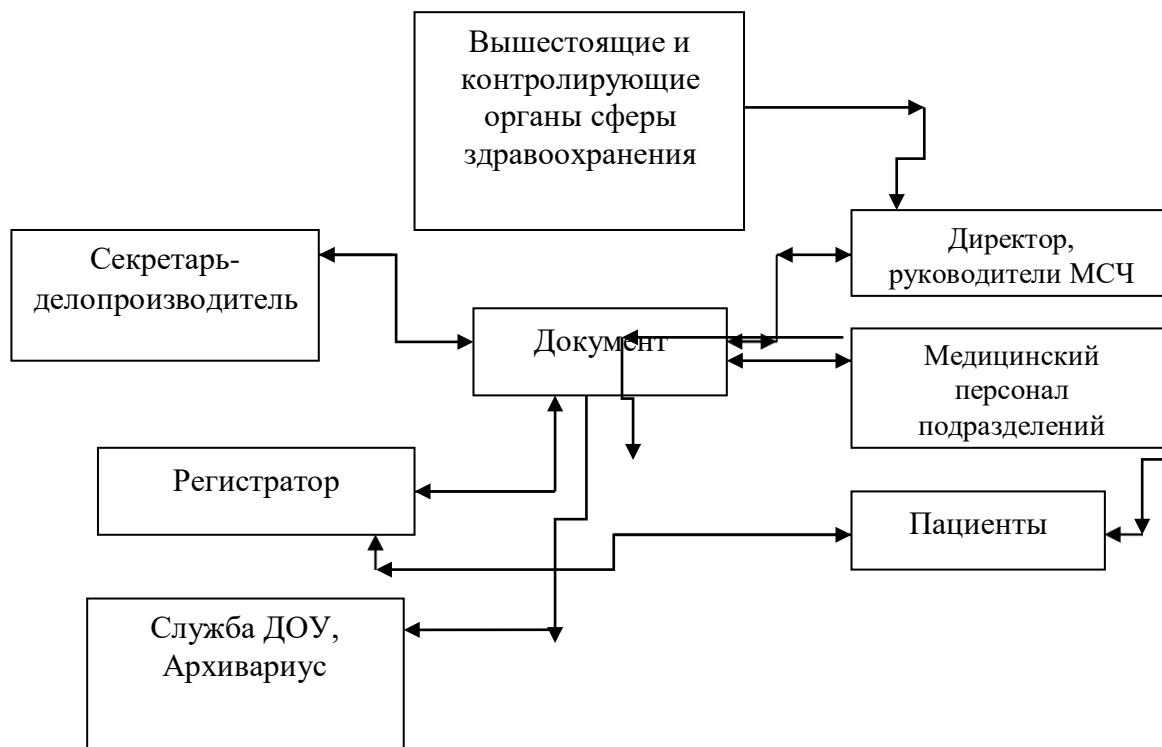 Вышестоящие и
контролирующие
органы сферы
здравоохранения
Секретарь-
делопроизводитель
Директор,
руководители МСЧ
Документ
Медицинский
персонал
подразделений
Регистратор
Пациенты
Служба ДОУ,
Архивариус